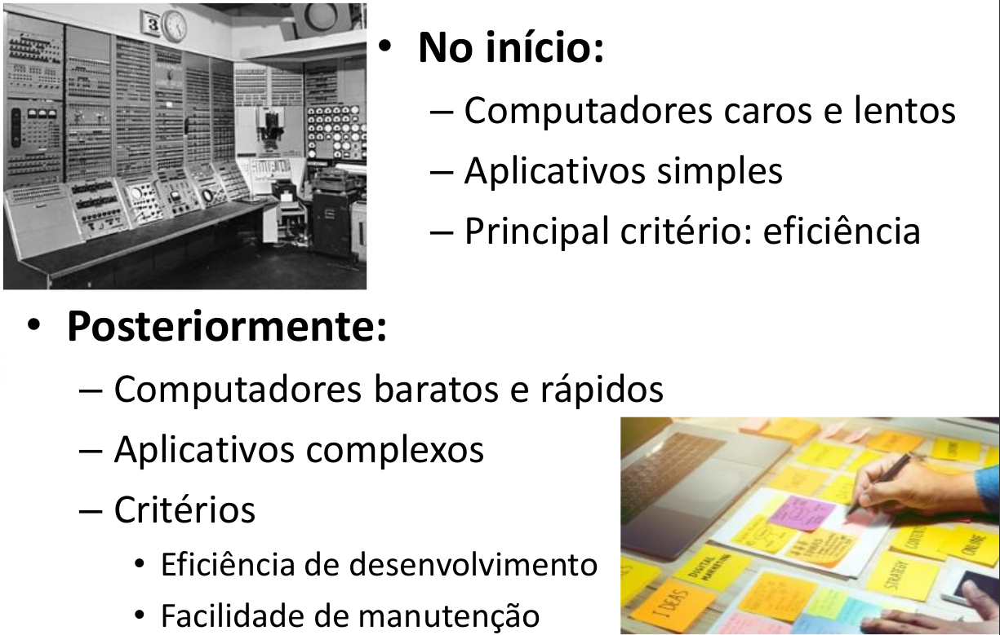 3
• No início:
– Computadores caros e lentos
– Aplicativos simples
– Principal critério: eficiência
• Posteriormente:
– Computadores baratos e rápidos
– Aplicativos complexos
– Critérios
• Eficiência de desenvolvimento
• Facilidade de manutenção
DIGITAL
MARKETING
IDEAS
STRATEGY
CONTENT
ONLINE